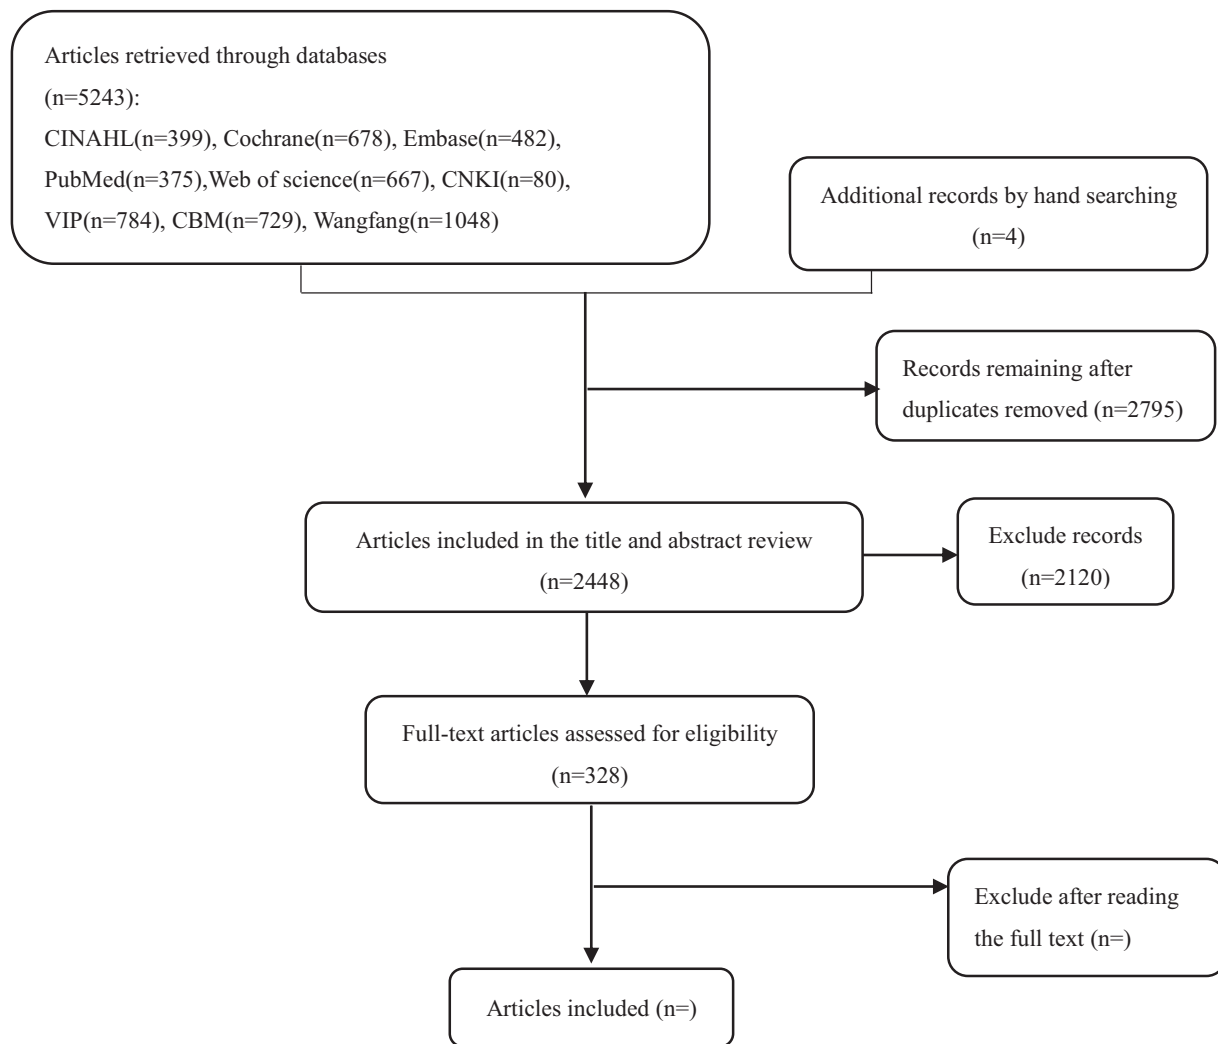 Articles retrieved through databases
(n=5243):
CINAHL(n=399), Cochrane(n=678), Embase(n=482),
PubMed(n=375),Web of science(n=667), CNKI(n=80),
VIP(n=784), CBM(n=729), Wangfang(n=1048)
Additional records by hand searching
(n=4)
Records remaining after
duplicates removed (n=2795)
Articles included in the title and abstract review
(n=2448)
Exclude records
(n=2120)
Full-text articles assessed for eligibility
(n=328)
Exclude after reading
the full text (n=)
Articles included (n=)